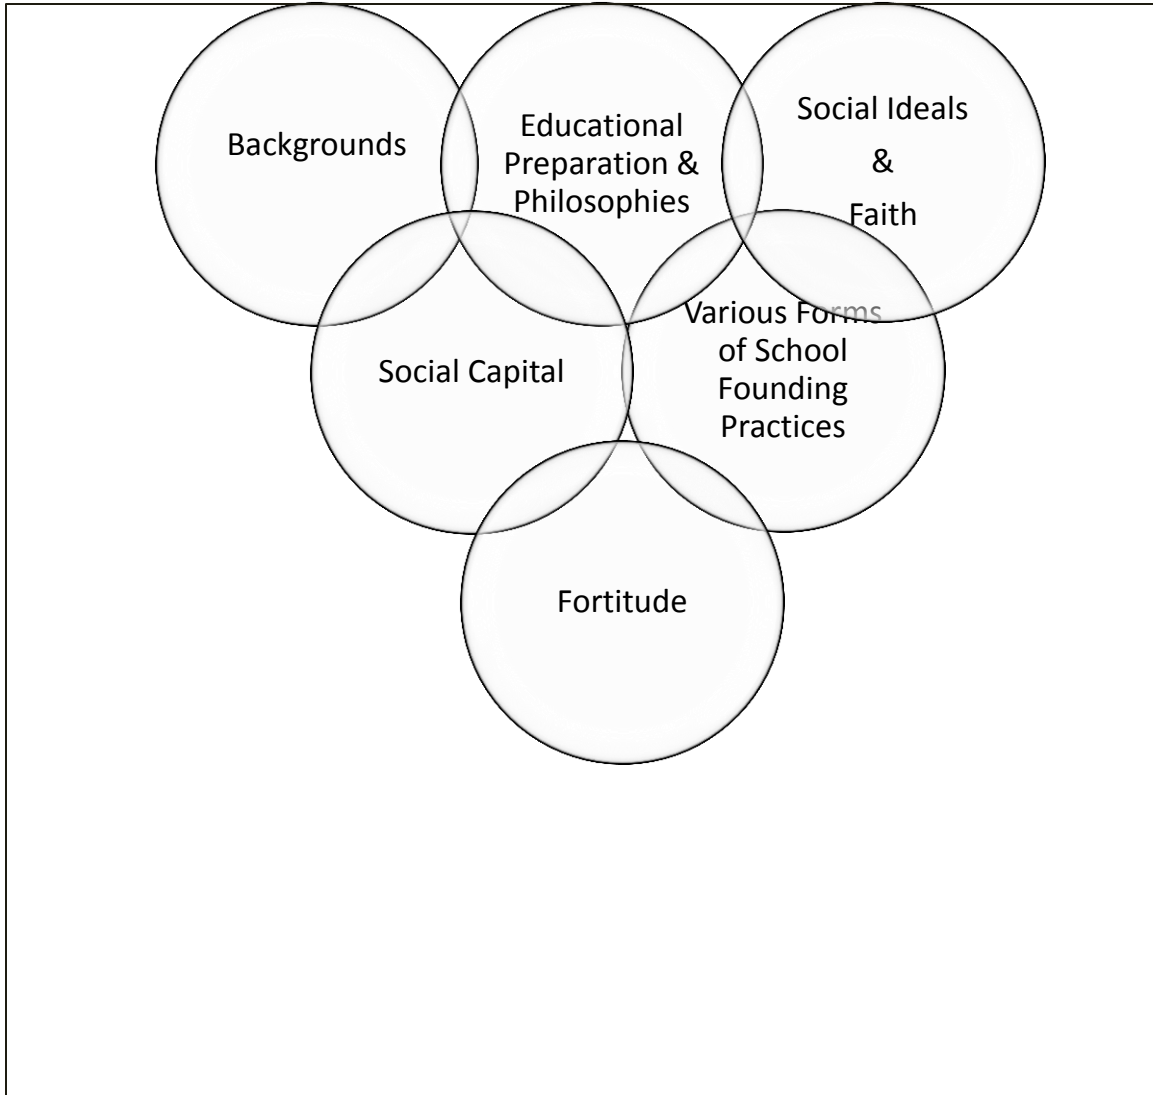 Backgrounds
Educational
Preparation &
Philosophies
Social Ideals
&
Faith
Social Capital
Various Forms
of School
Founding
Practices
Fortitude